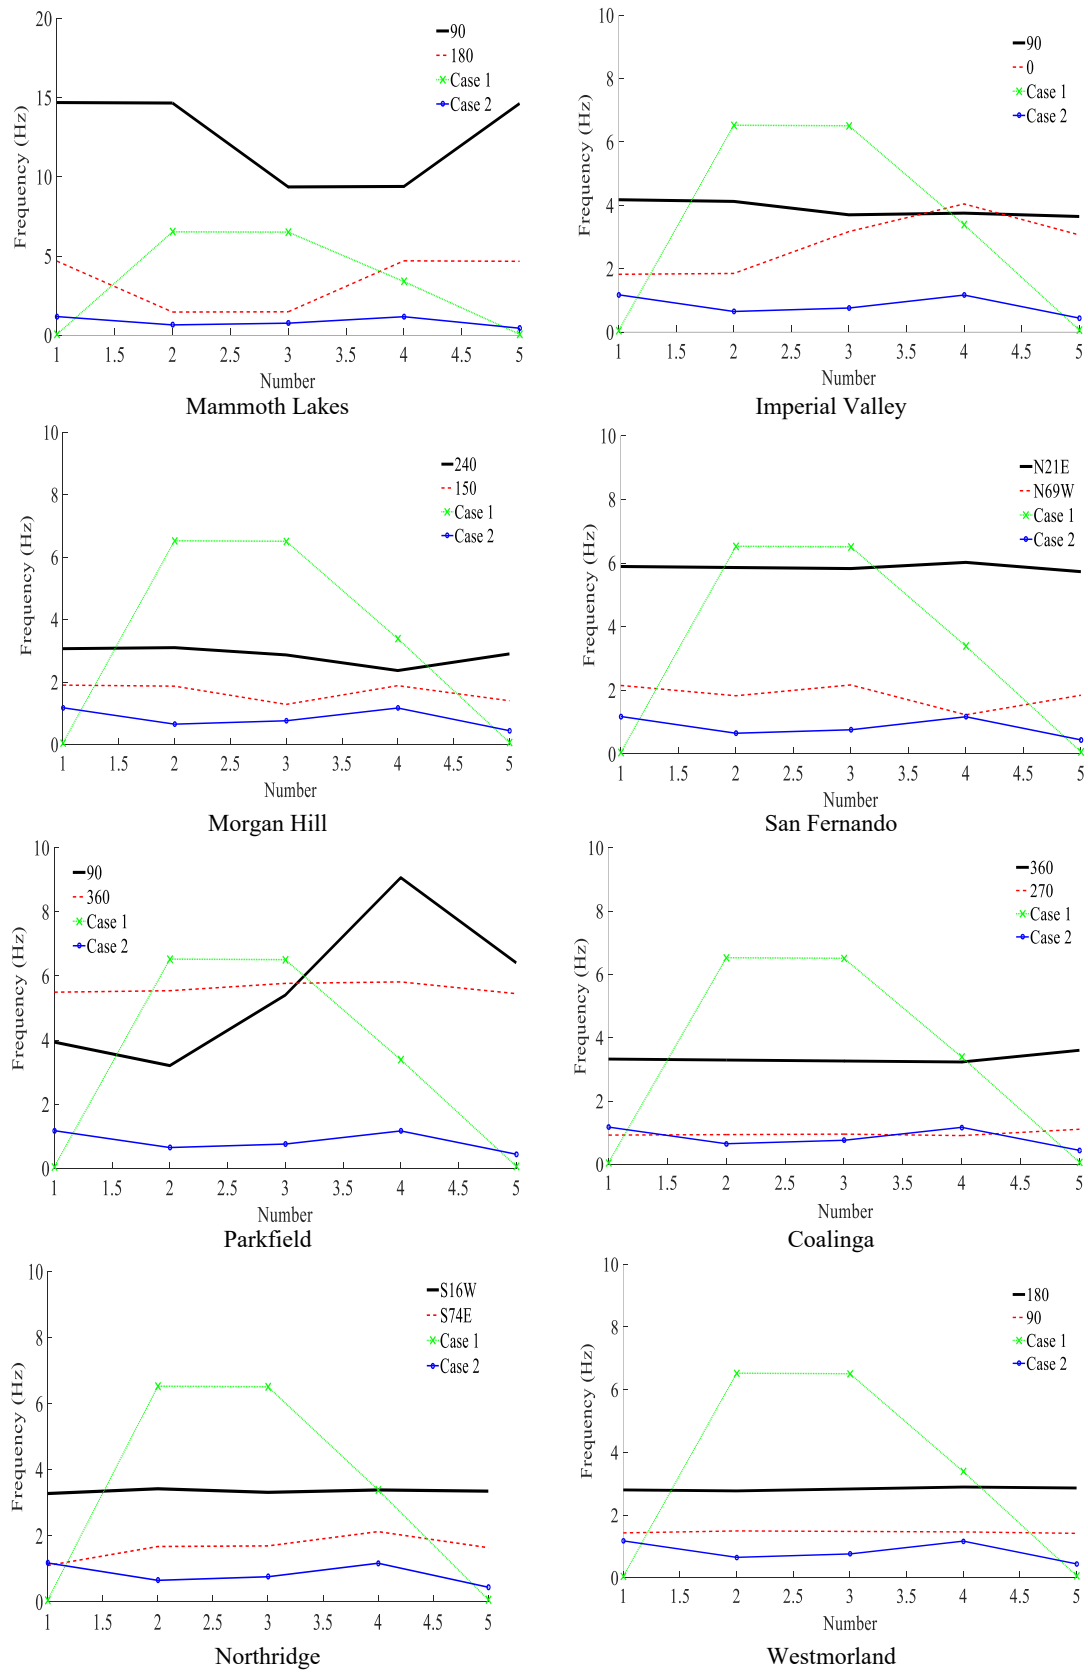 20
15
10
5
0
Frequency (Hz)
90
180
Case 1
Case 2
1 1.5 2 2.5 3 3.5 4 4.5 5
Number
Mammoth Lakes
10
8
6
4
2
0
Frequency (Hz)
90
0
Case 1
Case 2
1 1.5 2 2.5 3 3.5 4 4.5 5
Number
Imperial Valley
10
8
6
4
2
0
Frequency (Hz)
240
150
Case 1
Case 2
1 1.5 2 2.5 3 3.5 4 4.5 5
Number
Morgan Hill
10
8
6
4
2
0
Frequency (Hz)
N21E
N69W
Case 1
Case 2
1 1.5 2 2.5 3 3.5 4 4.5 5
Number
San Fernando
10
8
6
4
2
0
Frequency (Hz)
90
360
Case 1
Case 2
1 1.5 2 2.5 3 3.5 4 4.5 5
Number
Parkfield
10
8
6
4
2
0
Frequency (Hz)
360
270
Case 1
Case 2
1 1.5 2 2.5 3 3.5 4 4.5 5
Number
Coalinga
10
8
6
4
2
0
Frequency (Hz)
S16W
S74E
Case 1
Case 2
1 1.5 2 2.5 3 3.5 4 4.5 5
Number
Northridge
10
8
6
4
2
0
Frequency (Hz)
180
90
Case 1
Case 2
1 1.5 2 2.5 3 3.5 4 4.5 5
Number
Westmorland